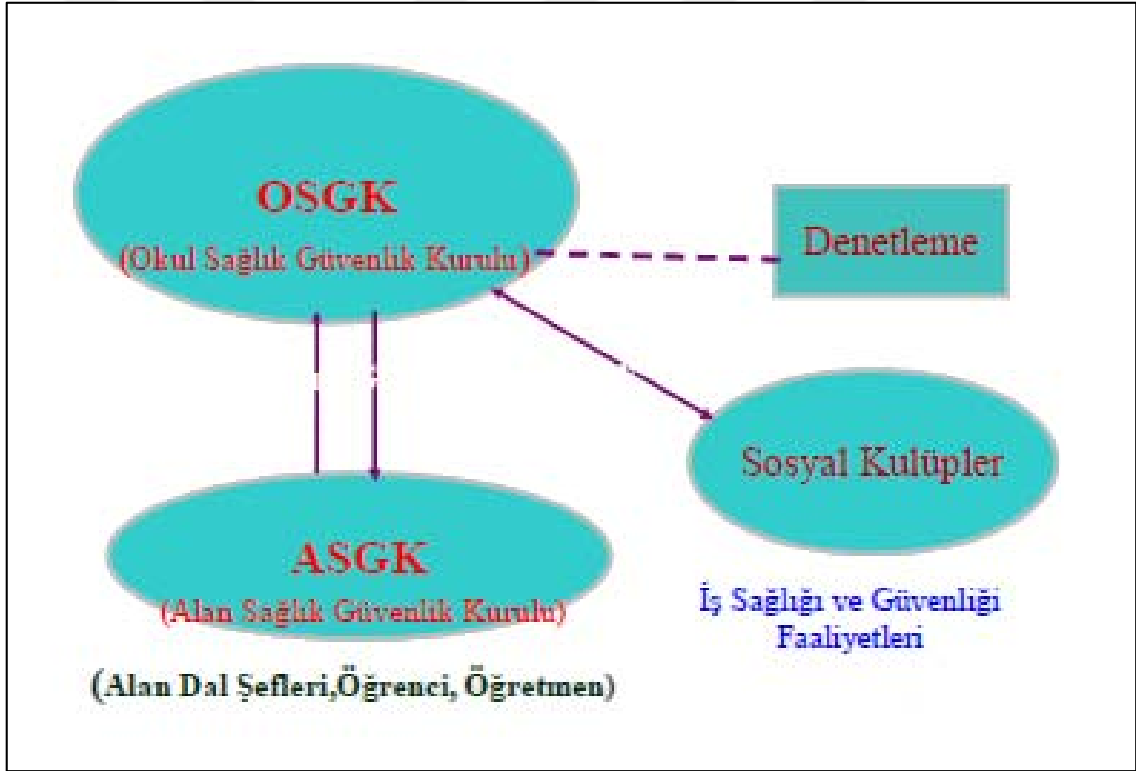 OSGK
(Okul Sağlık Güvenlik Kurulu)
Denetleme
Sosyal Kulüpler
ASGK
(Alan Sağlık Güvenlik Kurulu)
İş Sağlığı ve Güvenliği
Faaliyetleri
(Alan Dal Şefleri,Öğrenci, Öğretmen)